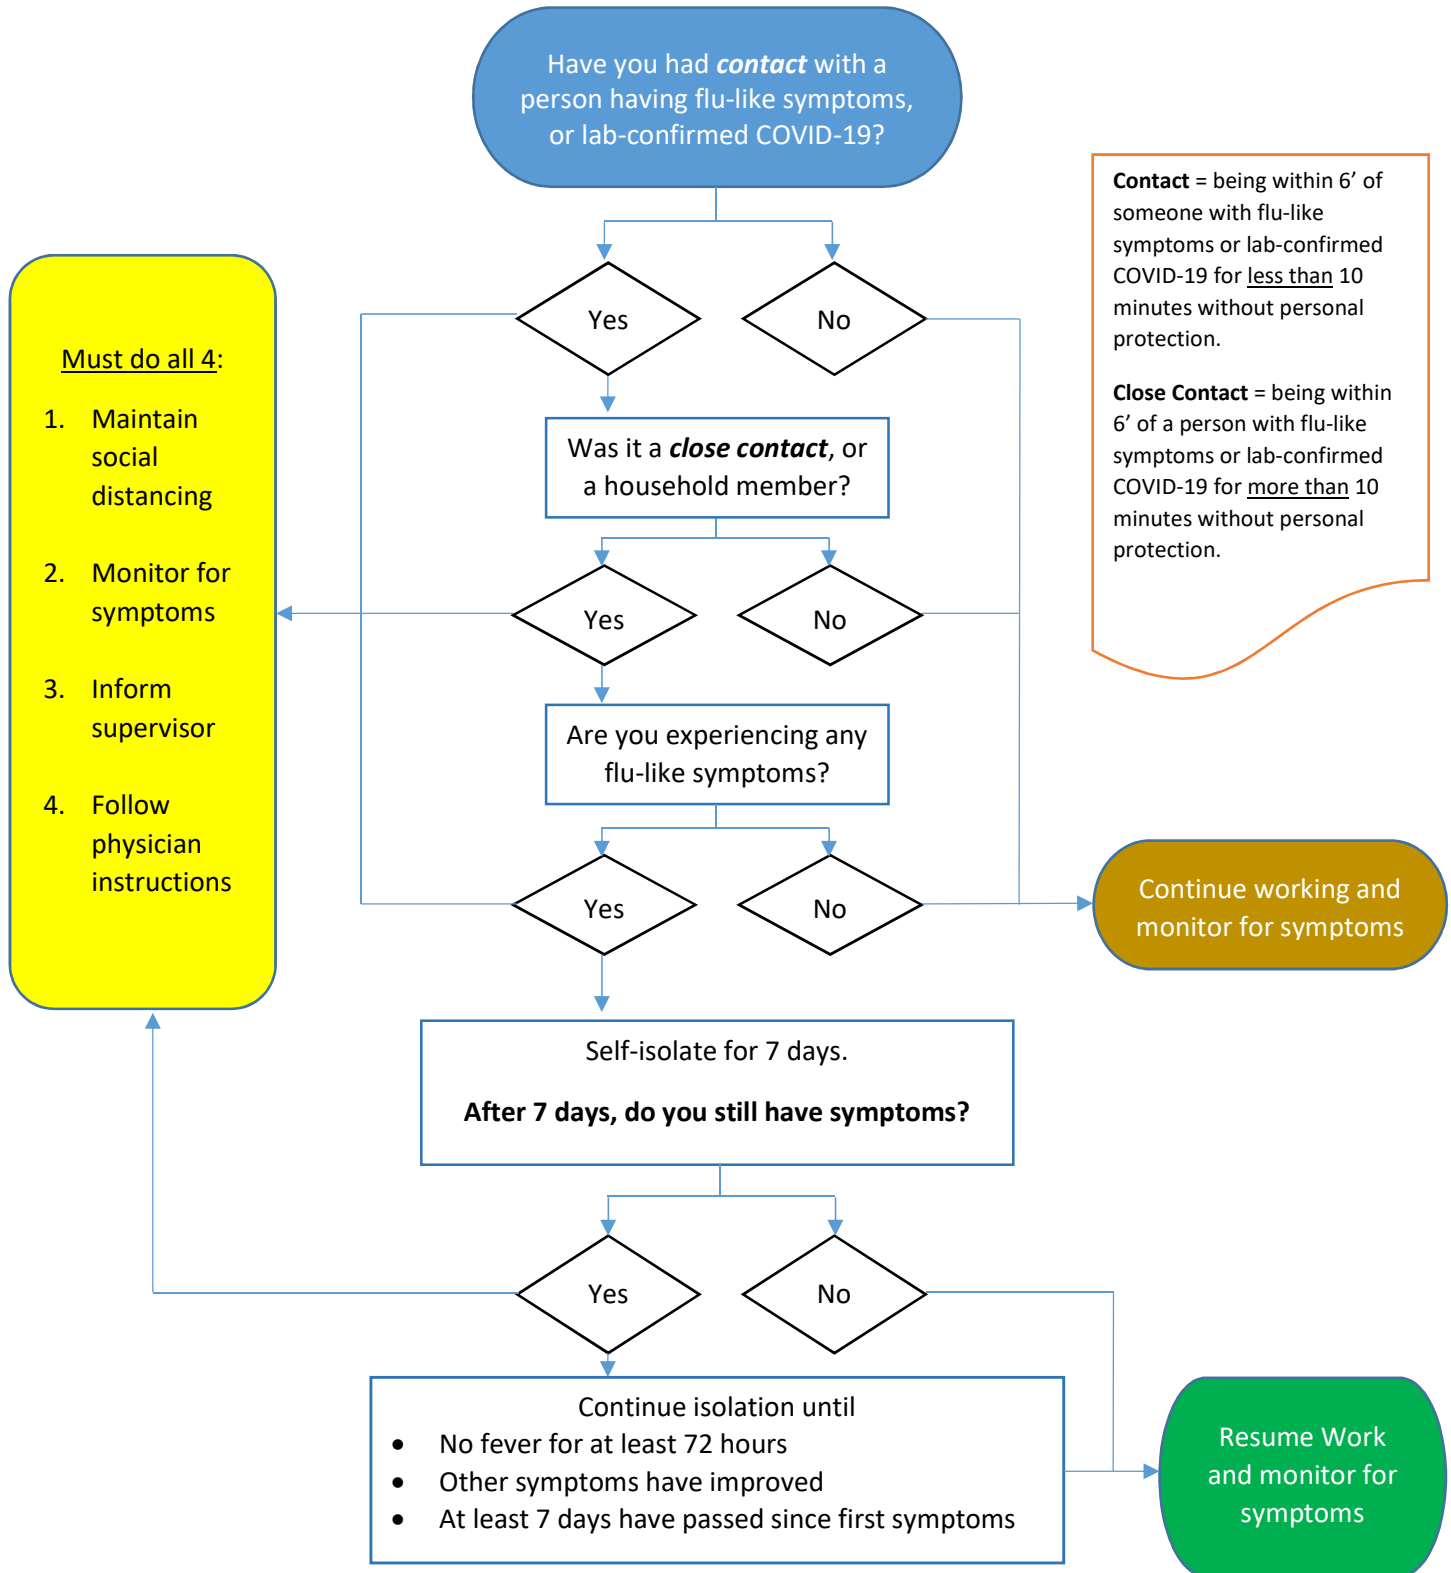 Have you had contact with a
person having flu-like symptoms,
or lab-confirmed COVID-19?
Contact = being within 6’ of
someone with flu-like
symptoms or lab-confirmed
COVID-19 for less than 10
minutes without personal
protection.
Close Contact = being within
6’ of a person with flu-like
symptoms or lab-confirmed
COVID-19 for more than 10
minutes without personal
protection.
Yes
No
Must do all 4:
1. Maintain
social
distancing
2. Monitor for
symptoms
3. Inform
supervisor
4. Follow
physician
instructions
Was it a close contact, or
a household member?
Yes
No
Are you experiencing any
flu-like symptoms?
Yes
No
Continue working and
monitor for symptoms
Self-isolate for 7 days.
After 7 days, do you still have symptoms?
Yes
No
Continue isolation until
• No fever for at least 72 hours
• Other symptoms have improved
• At least 7 days have passed since first symptoms
Resume Work
and monitor for
symptoms